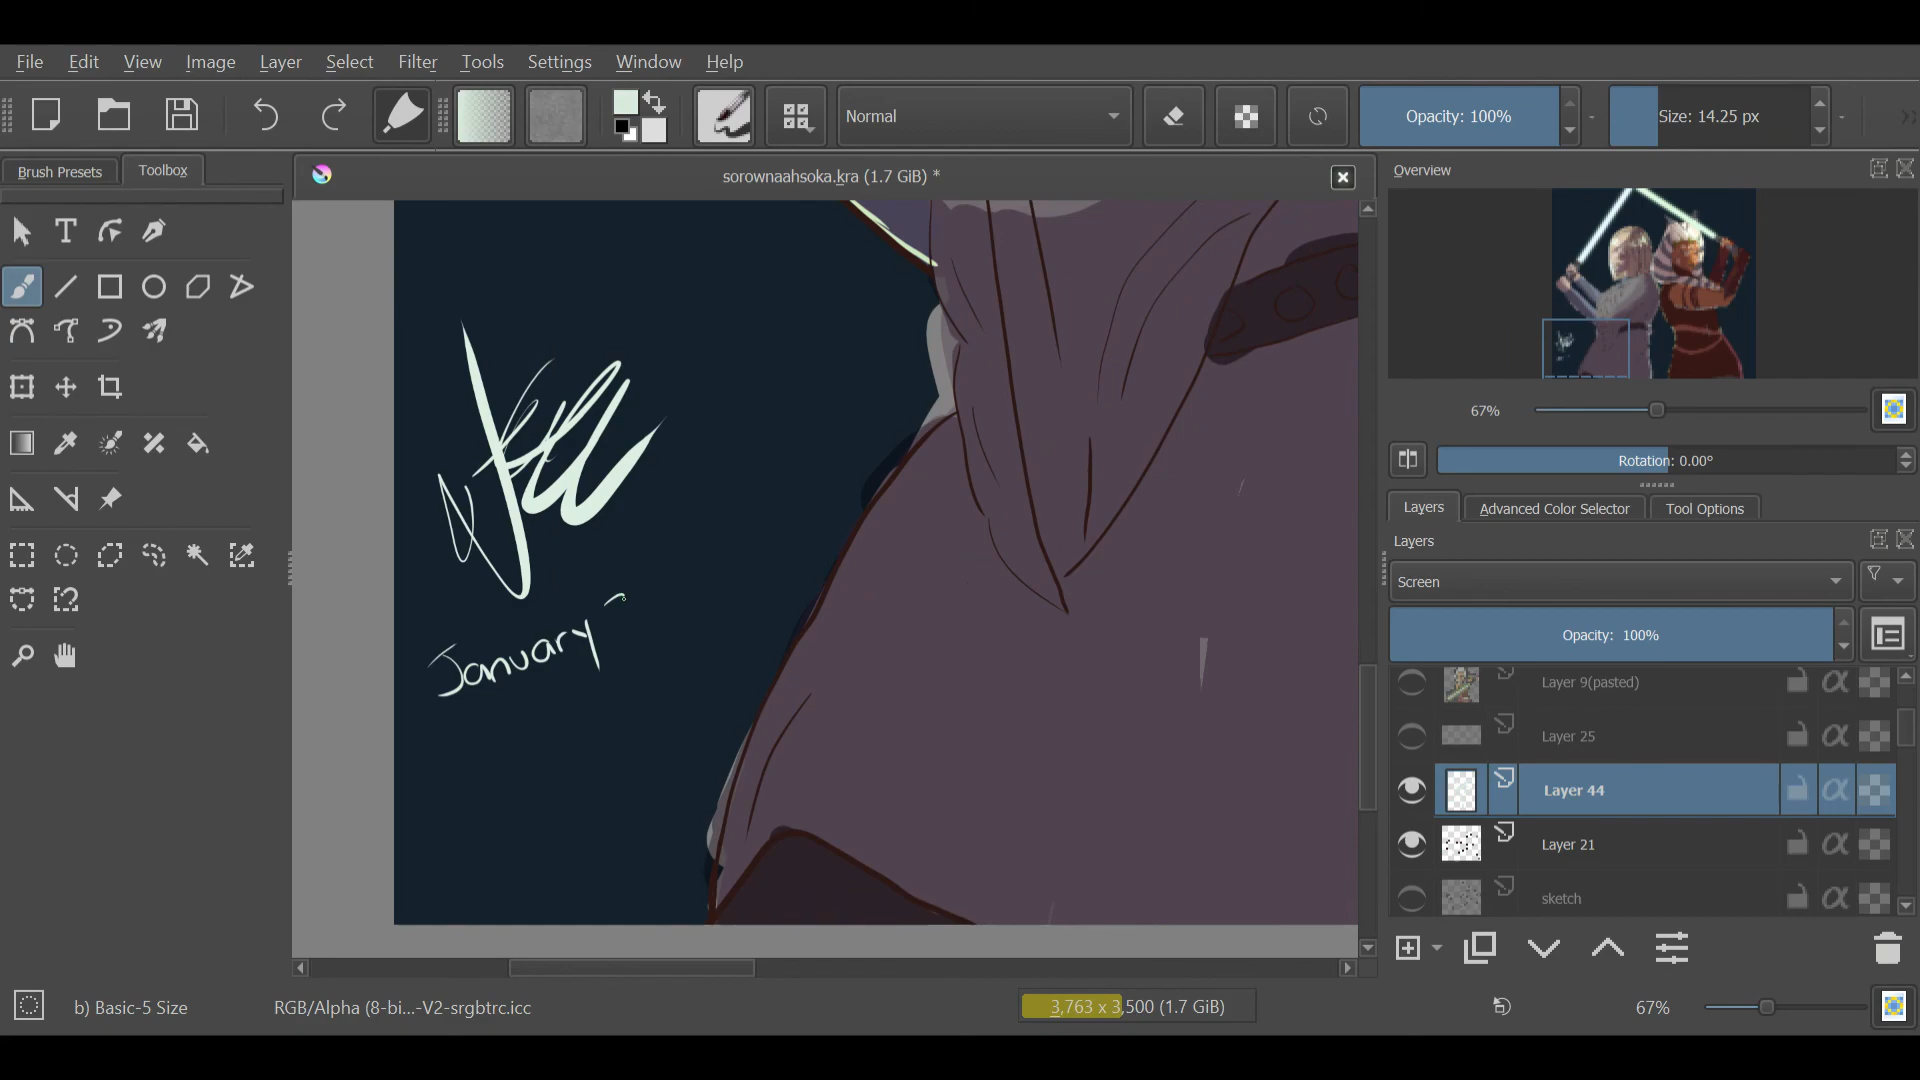 File Edit View Image Layer Select Filter Tools Settings Window Help
Normal
Opacity: 100%
Size: 14.25 px
Brush Presets
Toolbox
sorownaahsoka.kra (1.7 GiB) *
Overview
67%
Rotation: 0.00°
Layers
Advanced Color Selector
Tool Options
Layers
Screen
Opacity: 100%
Layer 9(pasted)
Layer 25
Layer 44
Layer 21
sketch
January
b) Basic-5 Size
RGB/Alpha (8-bi...-V2-srgbtrc.icc
3,763 x 3,500 (1.7 GiB)
67%